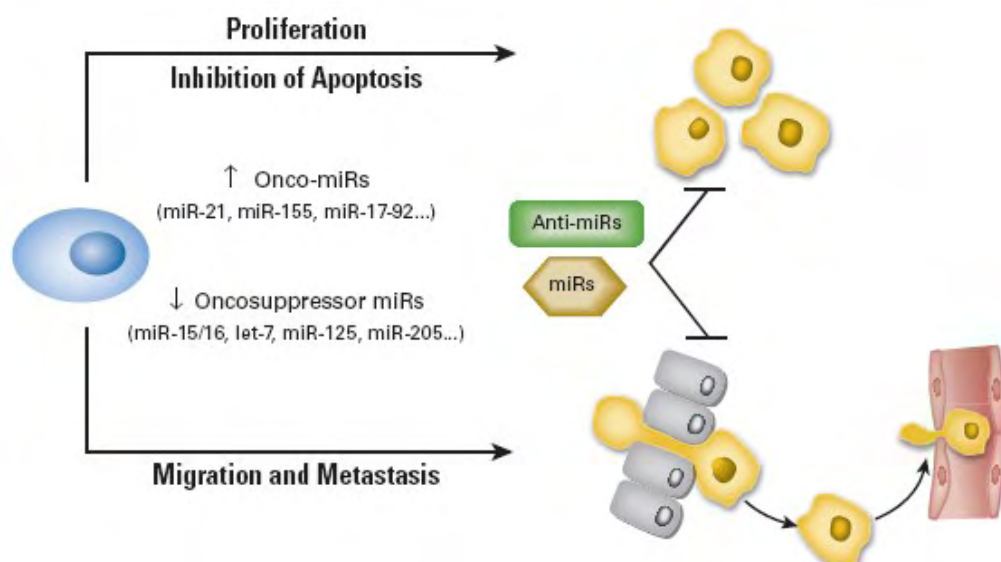 Proliferation
Inhibition of Apoptosis
↑ Onco-miRs
(miR-21, miR-155, miR-17-92...)
Anti-miRs
miRs
↓ Oncosuppressor miRs
(miR-15/16, let-7, miR-125, miR-205...)
Migration and Metastasis